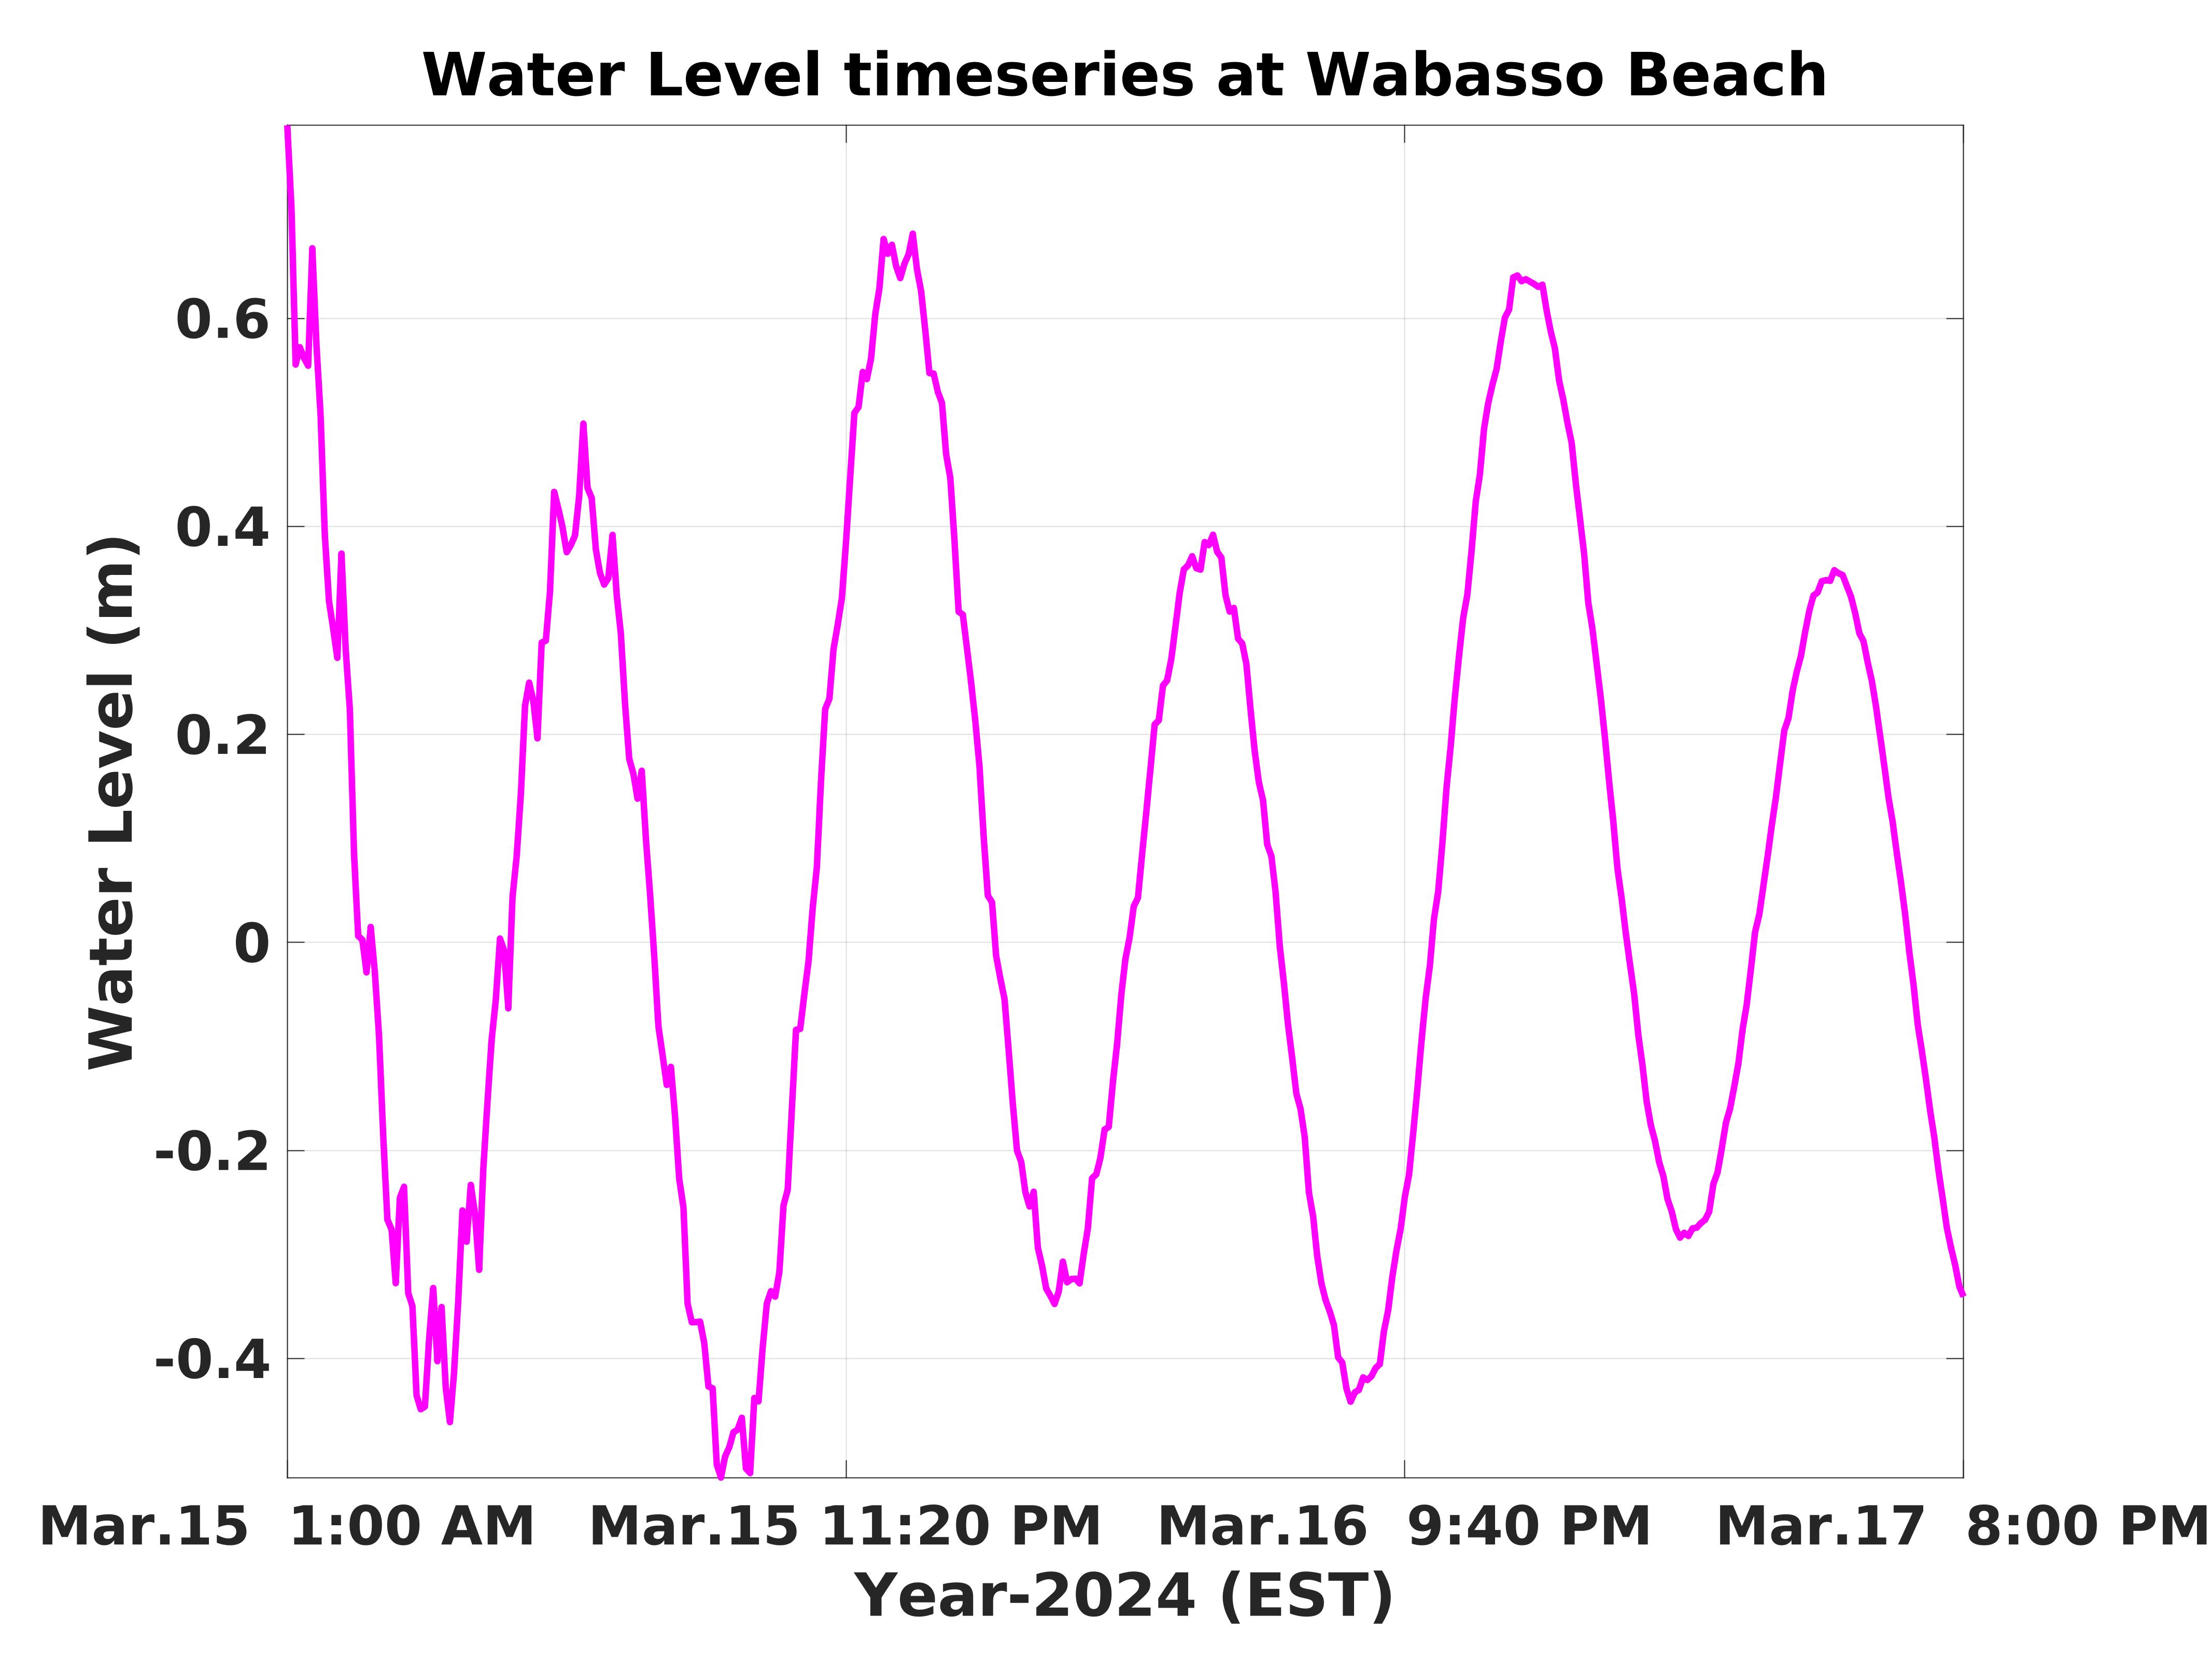 Water Level timeseries at Wabasso Beach
Water Level (m)
0.6
0.4
0.2
0
-0.2
-0.4
Mar.15 1:00 AM Mar.15 11:20 PM Mar.16 9:40 PM Mar.17 8:00 PM
Year-2024 (EST)